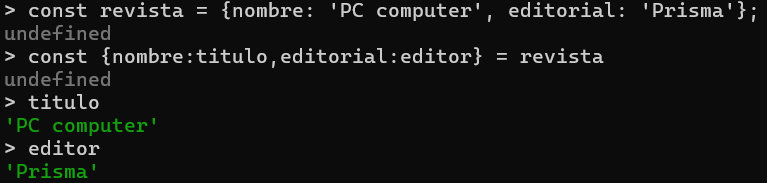 > const revista = {nombre: 'PC computer', editorial: 'Prisma'};
undefined
> const {nombre:titulo,editorial:editor} = revista
undefined
> titulo
'PC computer'
> editor
'Prisma'